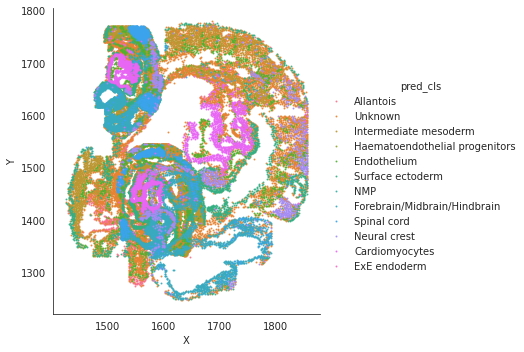 1800
1700
1600
1500
1400
1300
Y
1500
1600
1700
1800
X
pred_cls
Allantois
Unknown
Intermediate mesoderm
Haematoendothelial progenitors
Endothelium
Surface ectoderm
NMP
Forebrain/Midbrain/Hindbrain
Spinal cord
Neural crest
Cardiomyocytes
ExE endoderm